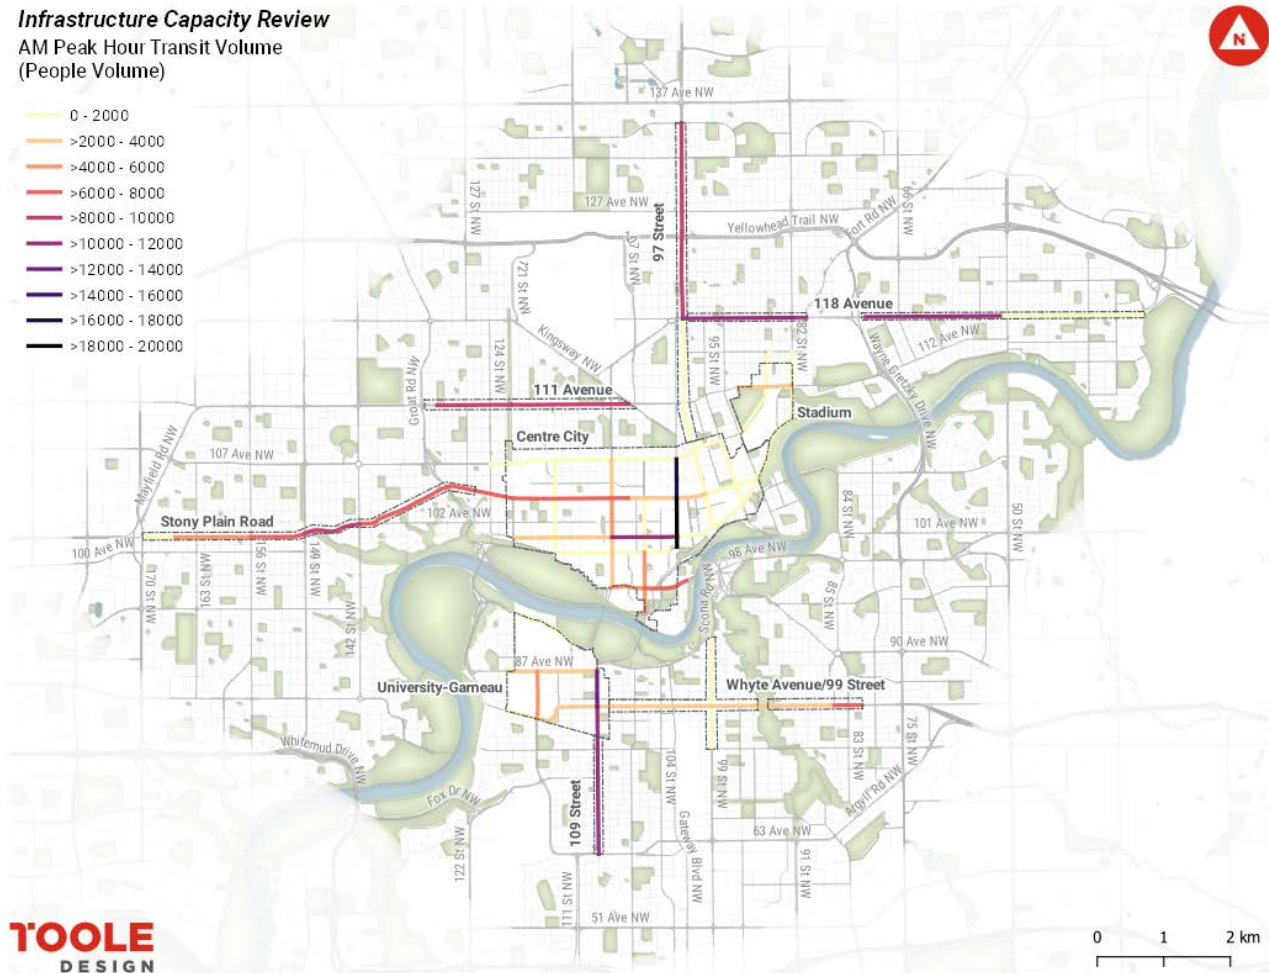 Infrastructure Capacity Review
AM Peak Hour Transit Volume
(People Volume)
N
0 - 2000
>2000 - 4000
>4000 - 6000
>6000 - 8000
>8000 - 10000
>10000 - 12000
>12000 - 14000
>14000 - 16000
>16000 - 18000
>18000 - 20000
137 Ave NW
127 St NW
127 Ave NW
97 Street
Yellowhead Trail NW
Fort Rd NW
66 St NW
107 St NW
121 St NW
118 Avenue
Kingsway NW
124 St NW
95 St NW
82 St NW
112 Ave NW
Wayne Gretzky Drive NW
Groat Rd NW
111 Avenue
Stadium
Centre City
Mayfield Rd NW
107 Ave NW
102 Ave NW
Stony Plain Road
100 Ave NW
84 St NW
101 Ave NW
50 St NW
98 Ave NW
170 St NW
163 St NW
156 St NW
149 St NW
142 St NW
Scona Rd NW
85 St NW
90 Ave NW
87 Ave NW
University-Garneau
Whyte Avenue/99 Street
Whitemud Drive NW
Fox Dr NW
109 Street
104 St NW
99 St NW
83 St NW
75 St NW
Argyll Rd NW
63 Ave NW
122 St NW
Gateway Blvd NW
91 St NW
111 St NW
51 Ave NW
TOOLE
DESIGN
0 1 2 km